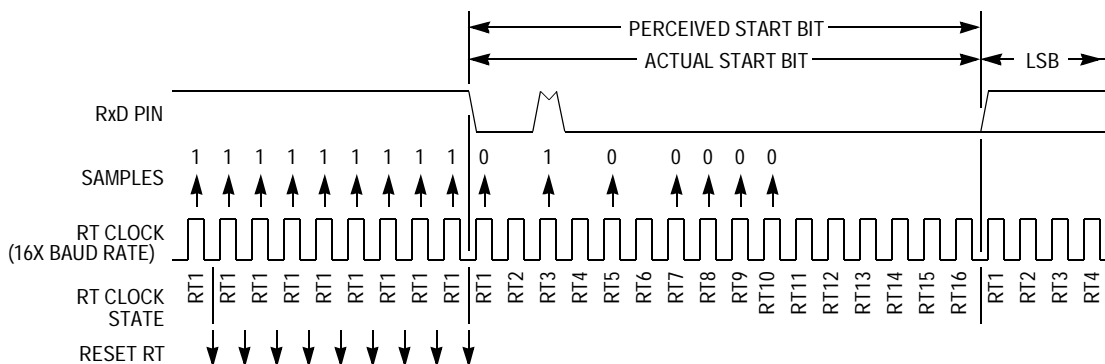 PERCEIVED START BIT
ACTUAL START BIT LSB
RxD PIN
SAMPLES 1 1 1 1 1 1 1 1 1 0 1 0 0 0 0 0
RT CLOCK
(16X BAUD RATE)
RT CLOCK
STATE
RT1 RT1 RT1 RT1 RT1 RT1 RT1 RT1 RT1 RT1 RT2 RT3 RT4 RT5 RT6 RT7 RT8 RT9 RT10 RT11 RT12 RT13 RT14 RT15 RT16 RT1 RT2 RT3 RT4
RESET RT